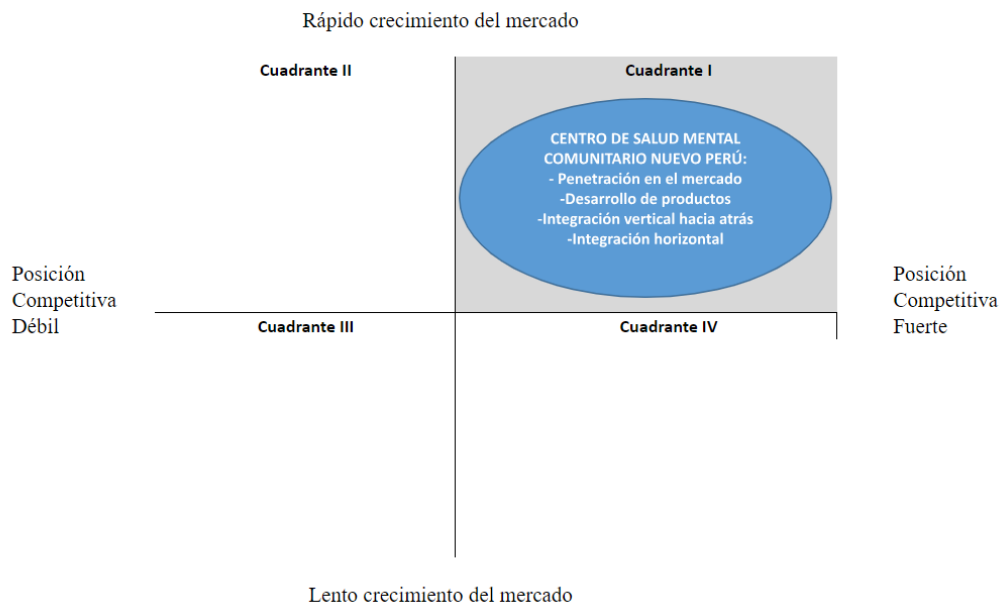 Rápido crecimiento del mercado
Cuadrante II
Cuadrante I
CENTRO DE SALUD MENTAL
COMUNITARIO NUEVO PERÚ:
- Penetración en el mercado
-Desarrollo de productos
-Integración vertical hacia atrás
-Integración horizontal
Posición
Competitiva
Débil
Posición
Competitiva
Fuerte
Cuadrante III
Cuadrante IV
Lento crecimiento del mercado